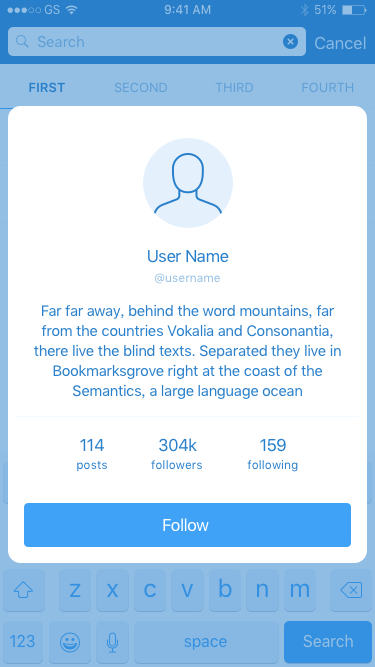 GS 9:41 AM 51%
Search Cancel
FIRST SECOND THIRD FOURTH
User Name
@username
Far far away, behind the word mountains, far
from the countries Vokalia and Consonantia,
there live the blind texts. Separated they live in
Bookmarksgrove right at the coast of the
Semantics, a large language ocean
114 304k 159
posts followers following
Follow
z x c v b n m
123 space Search